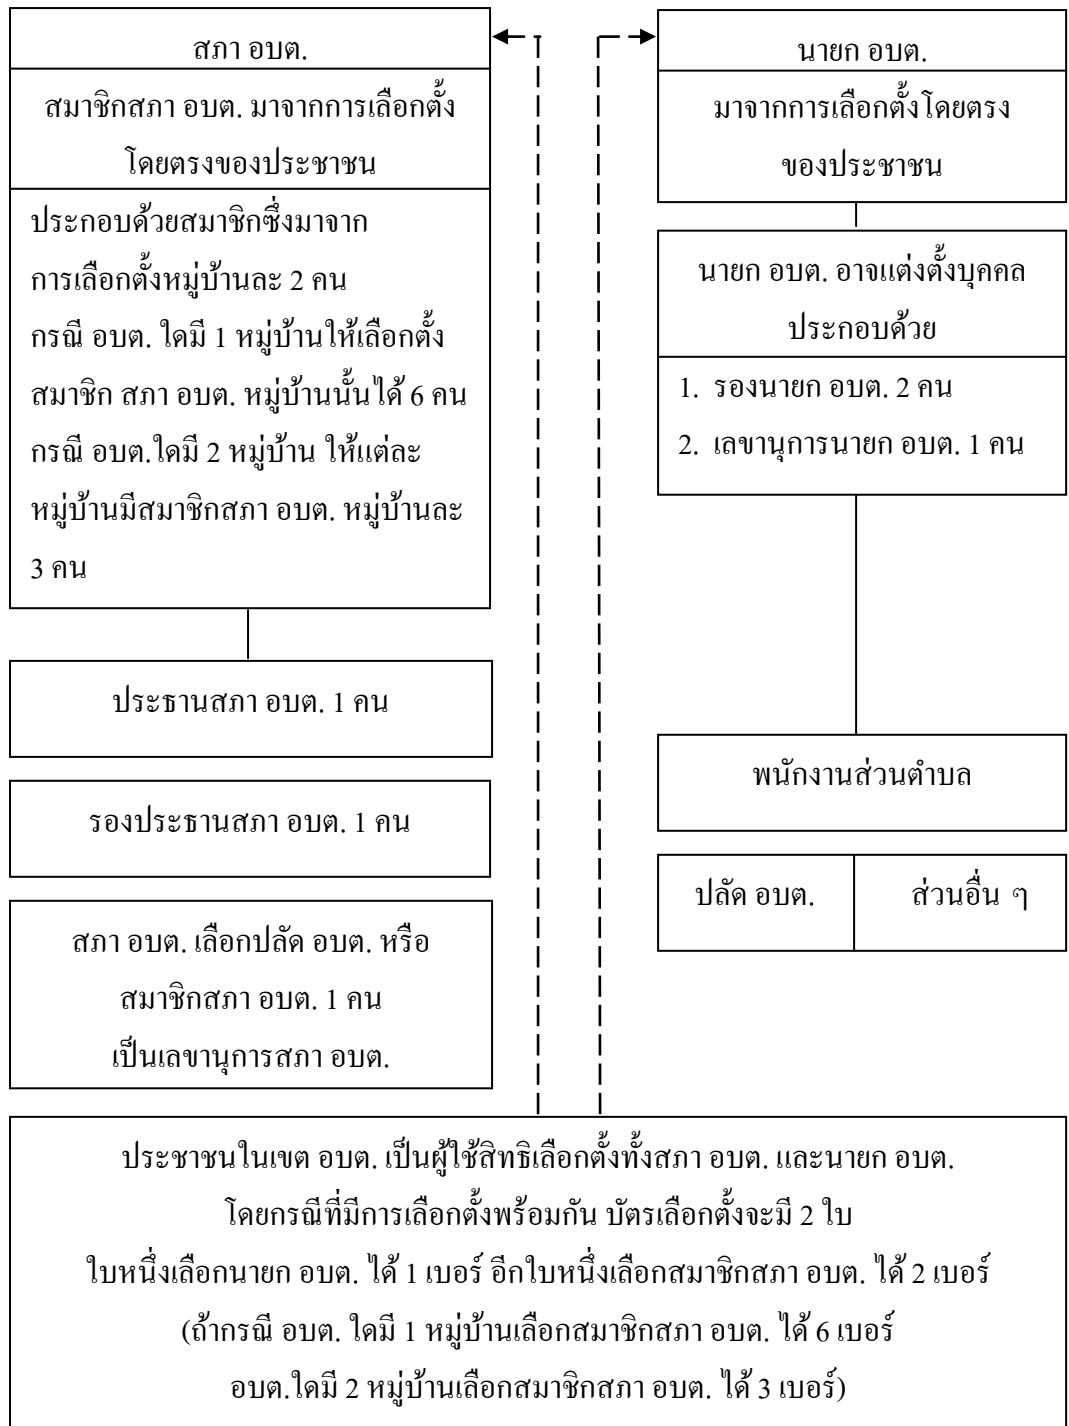 สภา อบต.
สมาชิกสภา อบต. มาจากการเลือกตั้ง
โดยตรงของประชาชน
ประกอบด้วยสมาชิกซึ่งมาจาก
การเลือกตั้งหมู่บ้านละ 2 คน
กรณี อบต. ใดมี 1 หมู่บ้านให้เลือกตั้ง
สมาชิก สภา อบต. หมู่บ้านนั้นได้ 6 คน
กรณี อบต.ใดมี 2 หมู่บ้าน ให้แต่ละ
หมู่บ้านมีสมาชิกสภา อบต. หมู่บ้านละ
3 คน
ประธานสภา อบต. 1 คน
รองประธานสภา อบต. 1 คน
สภา อบต. เลือกปลัด อบต. หรือ
สมาชิกสภา อบต. 1 คน
เป็นเลขานุการสภา อบต.
นายก อบต.
มาจากการเลือกตั้งโดยตรง
ของประชาชน
นายก อบต. อาจแต่งตั้งบุคคล
ประกอบด้วย
1. รองนายก อบต. 2 คน
2. เลขานุการนายก อบต. 1 คน
พนักงานส่วนตำบล
ปลัด อบต.
ส่วนอื่น ๆ
ประชาชนในเขต อบต. เป็นผู้ใช้สิทธิเลือกตั้งทั้งสภา อบต. และนายก อบต.
โดยกรณีที่มีการเลือกตั้งพร้อมกัน บัตรเลือกตั้งจะมี 2 ใบ
ใบหนึ่งเลือกนายก อบต. ได้ 1 เบอร์ อีกใบหนึ่งเลือกสมาชิกสภา อบต. ได้ 2 เบอร์
(ถ้ากรณี อบต. ใดมี 1 หมู่บ้านเลือกสมาชิกสภา อบต. ได้ 6 เบอร์
อบต.ใดมี 2 หมู่บ้านเลือกสมาชิกสภา อบต. ได้ 3 เบอร์)